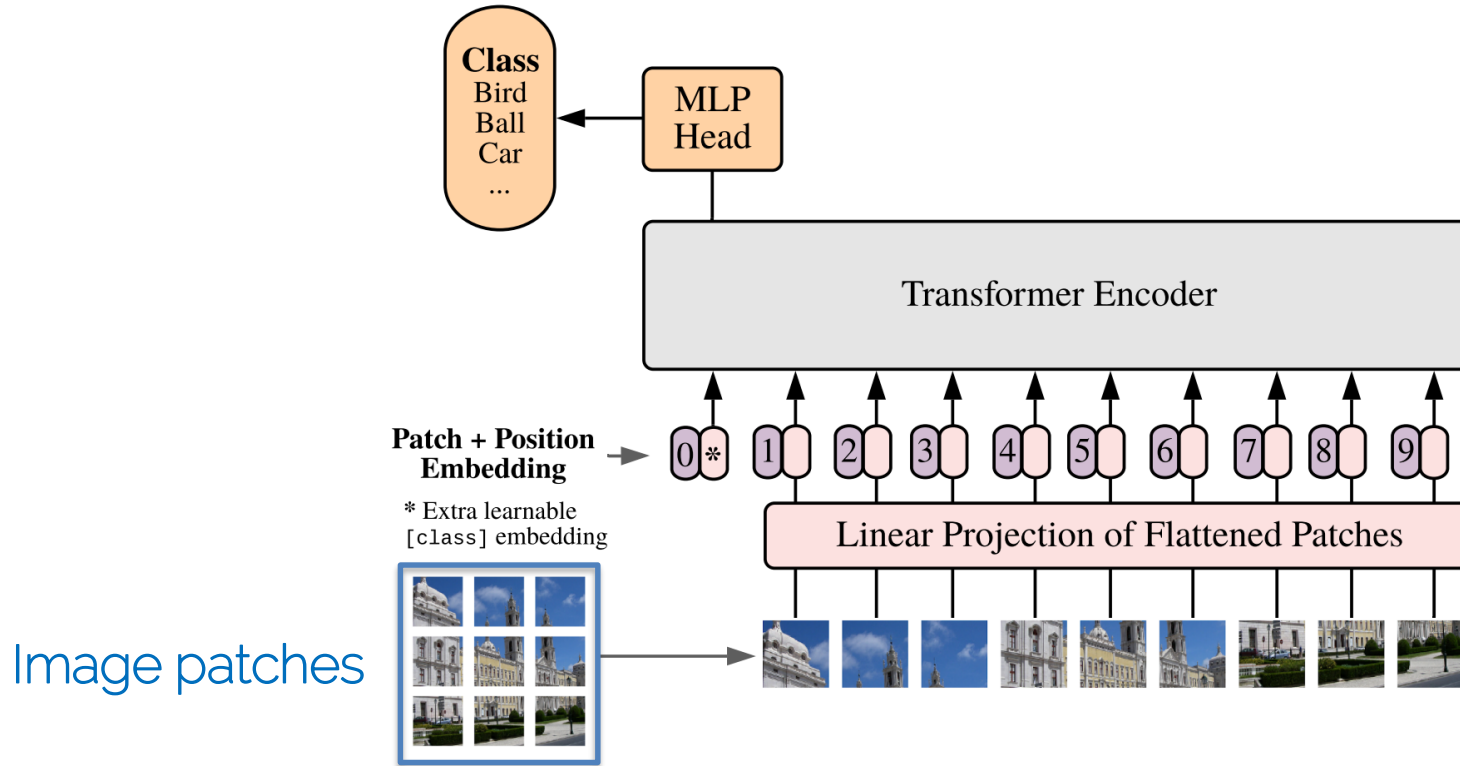 Class
Bird
Ball
Car
...
MLP
Head
Transformer Encoder
Patch + Position
Embedding
* Extra learnable
[class] embedding
0 * 1 2 3 4 5 6 7 8 9
Linear Projection of Flattened Patches
Image patches